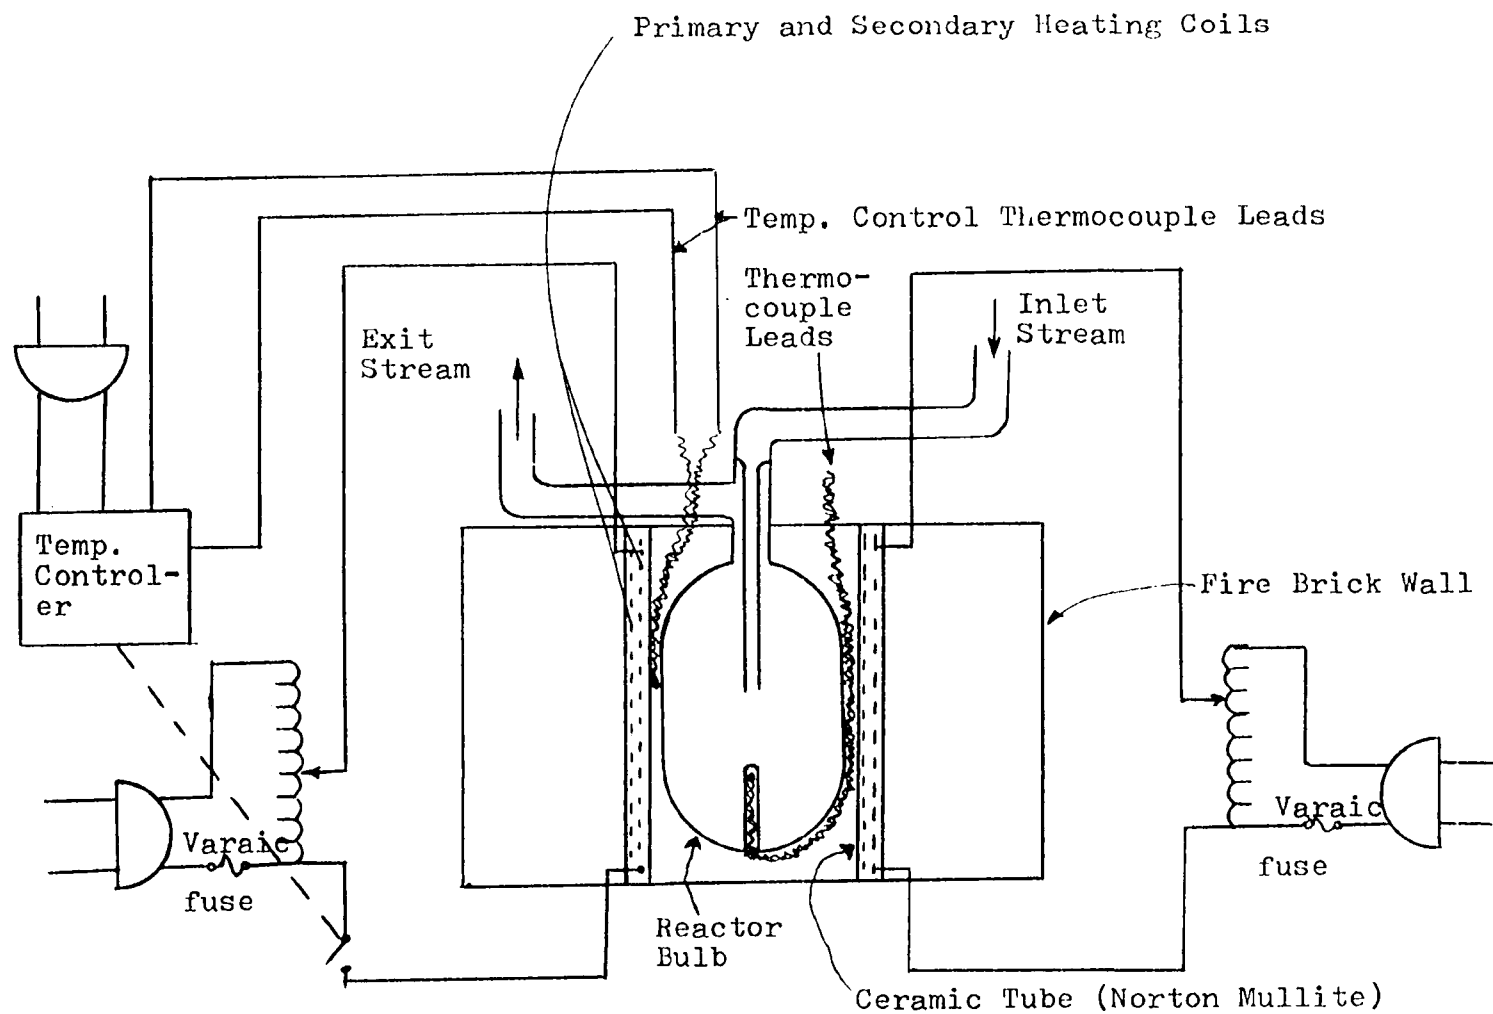 Primary and Secondary Heating Coils
Temp. Control Thermocouple Leads
Thermo-
couple
Leads
Inlet
Stream
Exit
Stream
Temp.
Control-
er
Fire Brick Wall
Varaic
fuse
Varaic
fuse
Reactor
Bulb
Ceramic Tube (Norton Mullite)